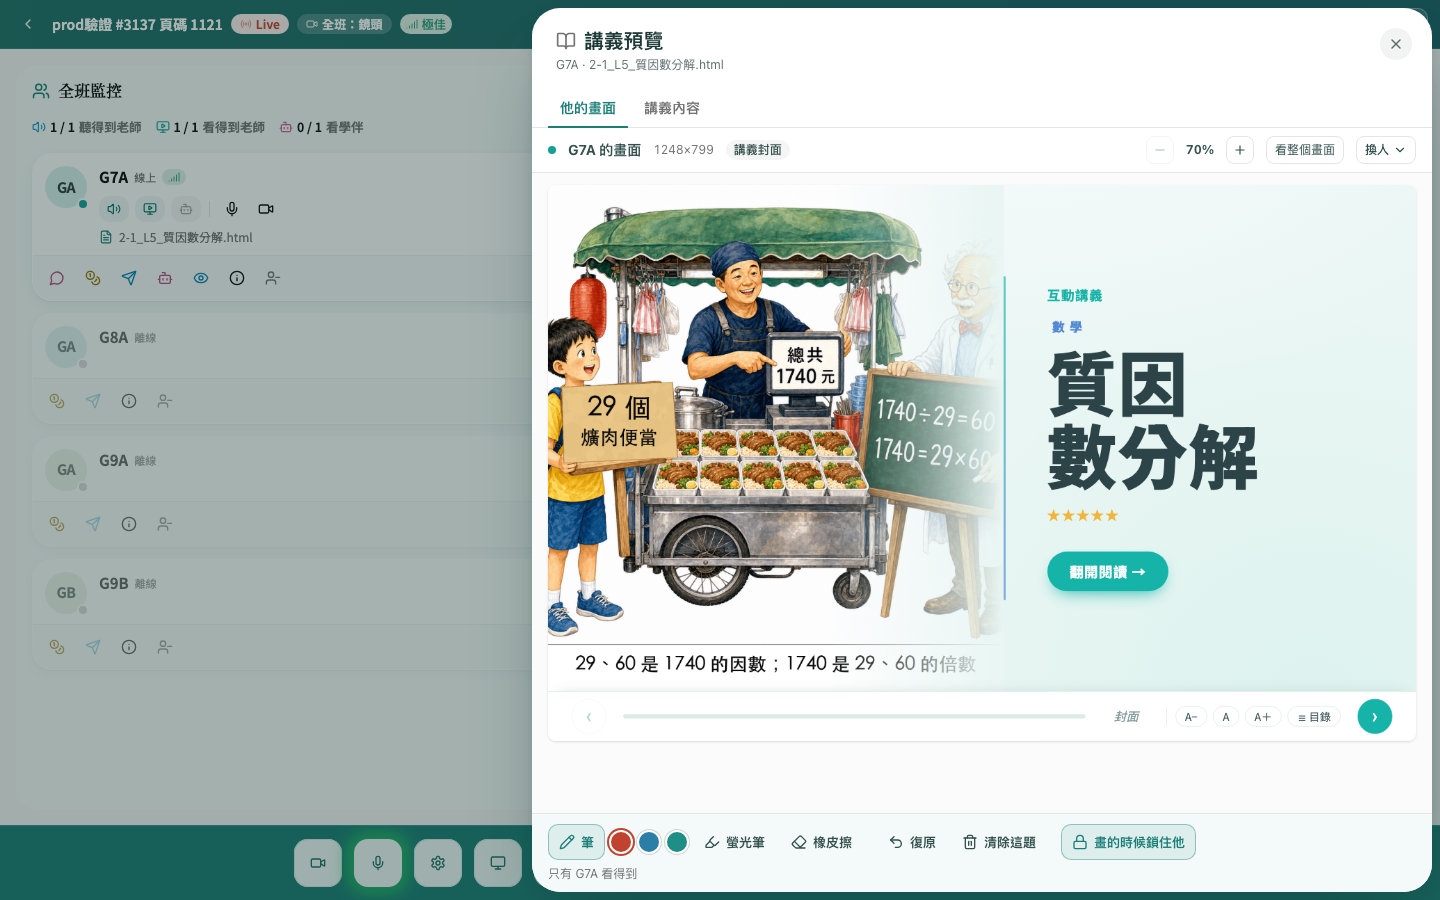 prod驗證 #3137 頁碼 1121
Live
全班：鏡頭
極佳
全班監控
1 / 1 聽得到老師
1 / 1 看得到老師
0 / 1 看學伴
GA
G7A 線上
2-1_L5_質因數分解.html
GA
G8A 離線
GA
G9A 離線
GB
G9B 離線
講義預覽
G7A · 2-1_L5_質因數分解.html
他的畫面
講義內容
G7A 的畫面
1248×799
講義封面
70%
看整個畫面
換人
總共
1740 元
29 個
爌肉便當
1740÷29=60
1740=29×60
29、60 是 1740 的因數；1740 是 29、60 的倍數
互動講義
數學
質因
數分解
★★★★★
翻開閱讀 →
封面
A−
A
A＋
≡ 目錄
筆
螢光筆
橡皮擦
復原
清除這題
畫的時候鎖住他
只有 G7A 看得到